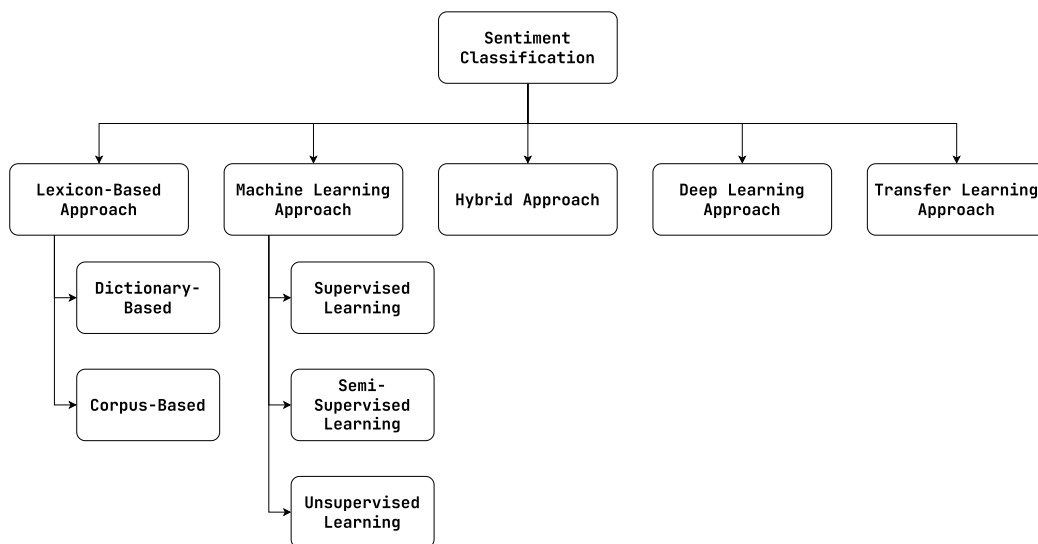 Sentiment
Classification
Lexicon-Based
Approach
Machine Learning
Approach
Hybrid Approach
Deep Learning
Approach
Transfer Learning
Approach
Dictionary-
Based
Corpus-Based
Supervised
Learning
Semi-
Supervised
Learning
Unsupervised
Learning